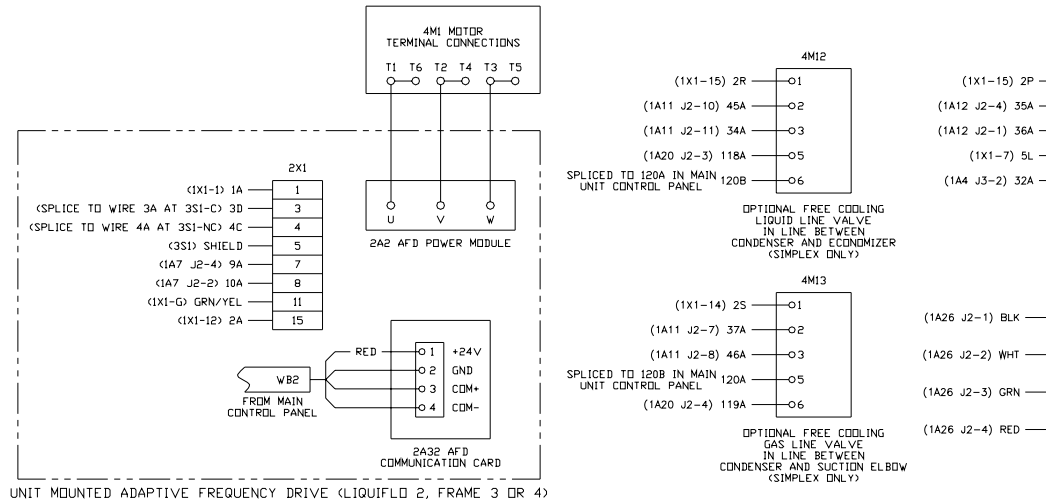 4M1 MOTOR
TERMINAL CONNECTIONS
T1 T6 T2 T4 T3 T5
U V W
2A2 AFD POWER MODULE
2X1
(1X1-1) 1A 1
(SPLICE TO WIRE 3A AT 3S1-C) 3D 3
(SPLICE TO WIRE 4A AT 3S1-NC) 4C 4
(3S1) SHIELD 5
(1A7 J2-4) 9A 7
(1A7 J2-2) 10A 8
(1X1-G) GRN/YEL 11
(1X1-12) 2A 15
RED 1 +24V
2 GND
3 COM+
4 COM-
WB2
FROM MAIN
CONTROL PANEL
2A32 AFD
COMMUNICATION CARD
UNIT MOUNTED ADAPTIVE FREQUENCY DRIVE (LIQUIFLO 2, FRAME 3 OR 4)
4M12
(1X1-15) 2R 1
(1A11 J2-10) 45A 2
(1A11 J2-11) 34A 3
(1A20 J2-3) 118A 5
SPLICED TO 120A IN MAIN
UNIT CONTROL PANEL 120B 6
OPTIONAL FREE COOLING
LIQUID LINE VALVE
IN LINE BETWEEN
CONDENSER AND ECONOMIZER
(SIMPLEX ONLY)
4M13
(1X1-14) 2S 1
(1A11 J2-7) 37A 2
(1A11 J2-8) 46A 3
SPLICED TO 120B IN MAIN
UNIT CONTROL PANEL 120A 5
(1A20 J2-4) 119A 6
OPTIONAL FREE COOLING
GAS LINE VALVE
IN LINE BETWEEN
CONDENSER AND SUCTION ELBOW
(SIMPLEX ONLY)
(1X1-15) 2P
(1A12 J2-4) 35A
(1A12 J2-1) 36A
(1X1-7) 5L
(1A4 J3-2) 32A
(1A26 J2-1) BLK
(1A26 J2-2) WHT
(1A26 J2-3) GRN
(1A26 J2-4) RED